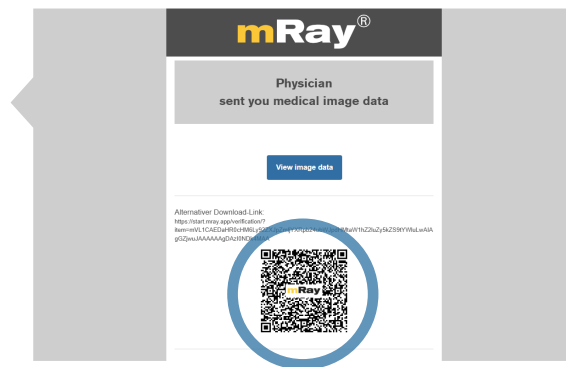 mRay®
Physician
sent you medical image data
View image data
Alternativer Download-Link:
https://start.mray.app/verification/?
gGZjwuJAAAAAAgDAzI8ND
mRay